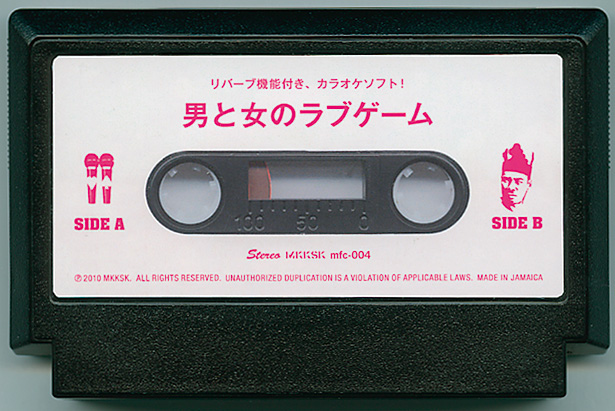 リバーブ機能付き、カラオケソフト!
男と女のラブゲーム
SIDE A
SIDE B
100 50 0
Stereo MKKSK mfc-004
℗ 2010 MKKSK. ALL RIGHTS RESERVED. UNAUTHORIZED DUPLICATION IS A VIOLATION OF APPLICABLE LAWS. MADE IN JAMAICA